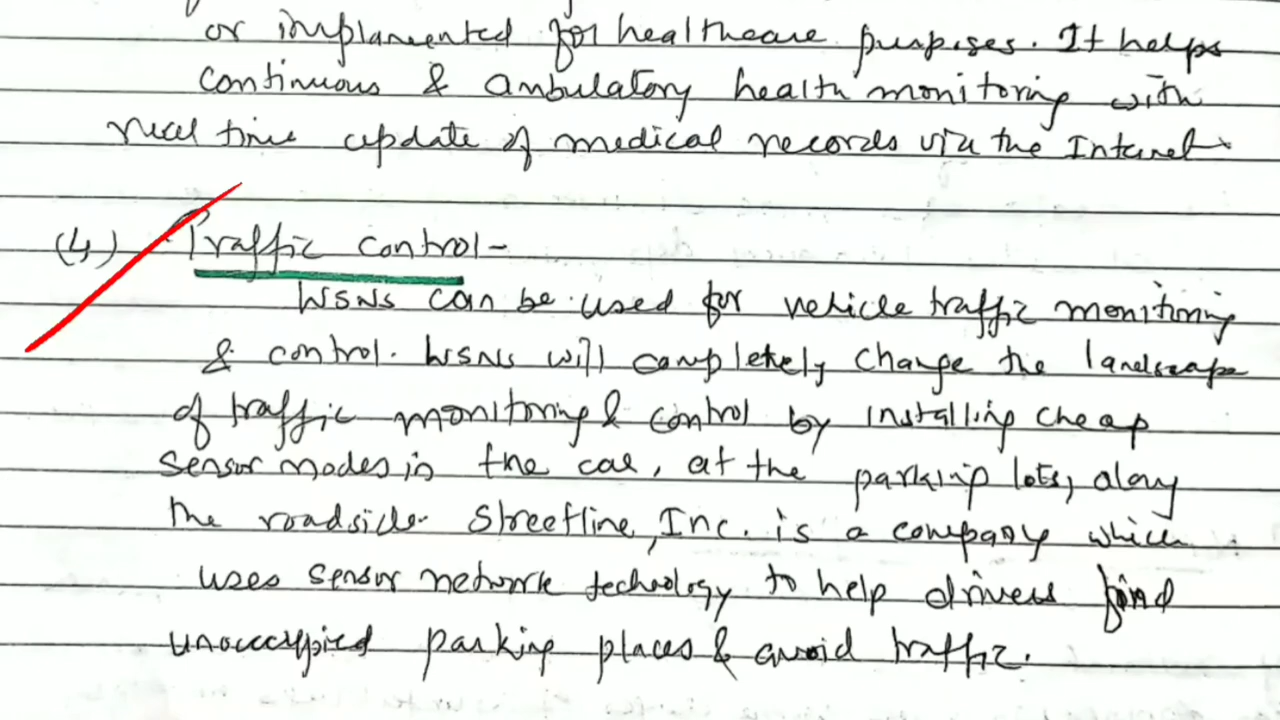 or implamented for healthcare purposes. It helps
continuous & ambulatory health monitoring with
real time update of medical records via the Internet
(4) Traffic control-
WSNs can be used for vehicle traffic monitoring
& control. WSNs will completely change the landscape
of traffic monitoring & control by installing cheap
sensor nodes in the car, at the parking lots, along
the roadside. Streetline, Inc. is a company which
uses sensor network technology to help drivers find
unoccupied parking places & avoid traffic.